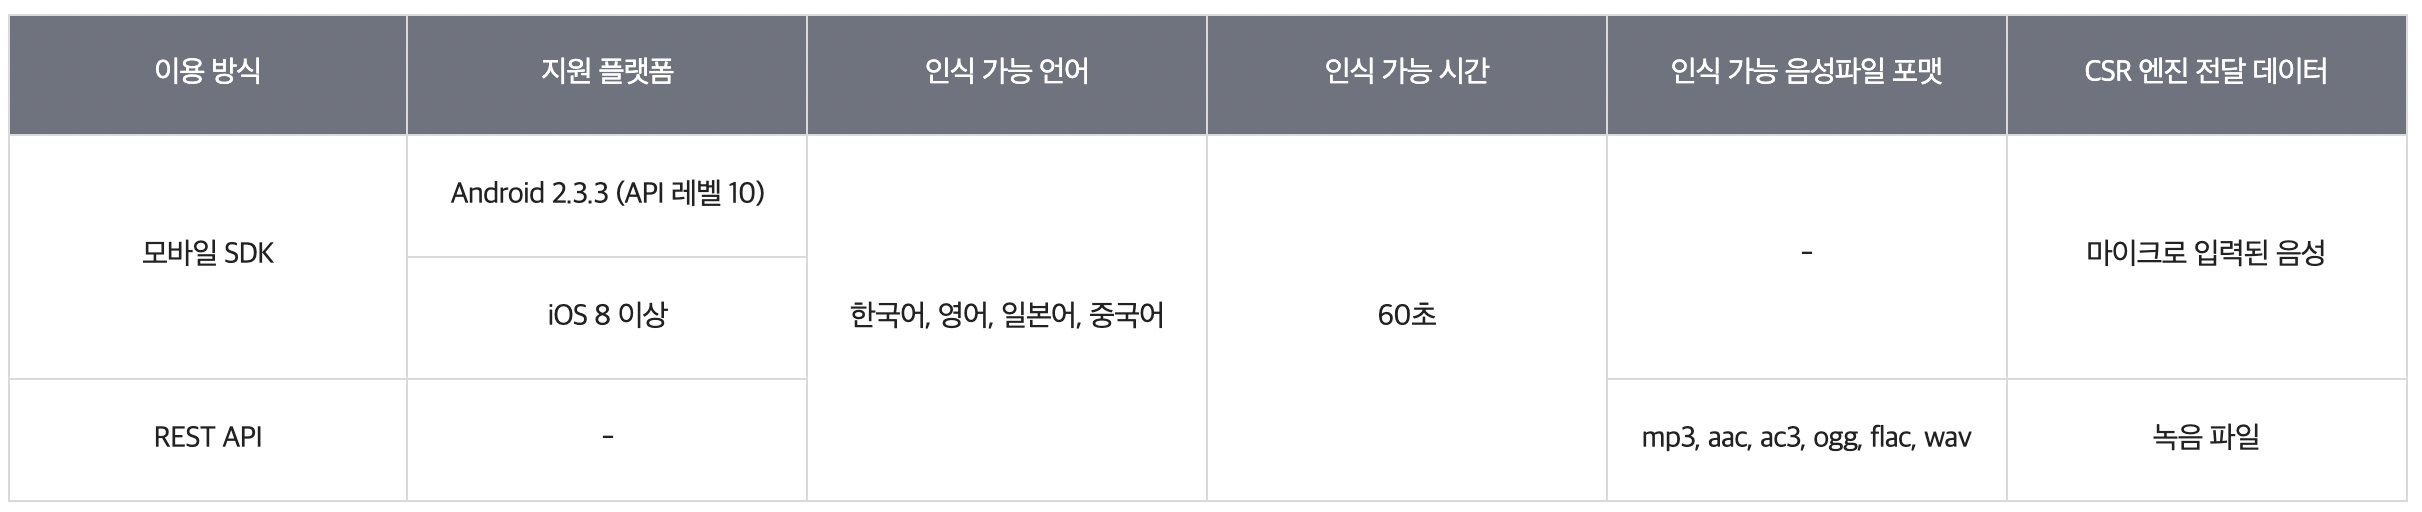 이용 방식
지원 플랫폼
인식 가능 언어
인식 가능 시간
인식 가능 음성파일 포맷
CSR 엔진 전달 데이터
모바일 SDK
Android 2.3.3 (API 레벨 10)
iOS 8 이상
한국어, 영어, 일본어, 중국어
60초
-
마이크로 입력된 음성
REST API
-
mp3, aac, ac3, ogg, flac, wav
녹음 파일